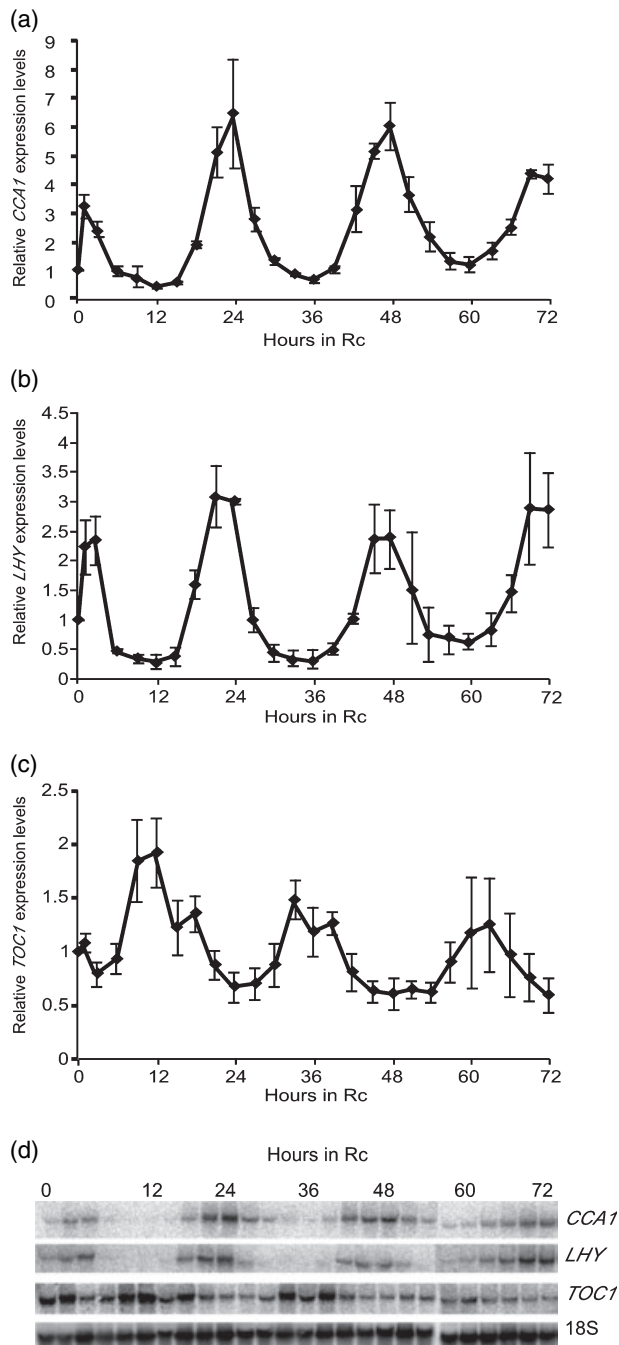 (a)
Relative CCA1 expression levels
9
8
7
6
5
4
3
2
1
0
0 12 24 36 48 60 72
Hours in Rc
(b)
Relative LHY expression levels
4.5
4
3.5
3
2.5
2
1.5
1
0.5
0
0 12 24 36 48 60 72
Hours in Rc
(c)
Relative TOC1 expression levels
2.5
2
1.5
1
0.5
0
0 12 24 36 48 60 72
Hours in Rc
(d)
Hours in Rc
0 12 24 36 48 60 72
CCA1
LHY
TOC1
18S